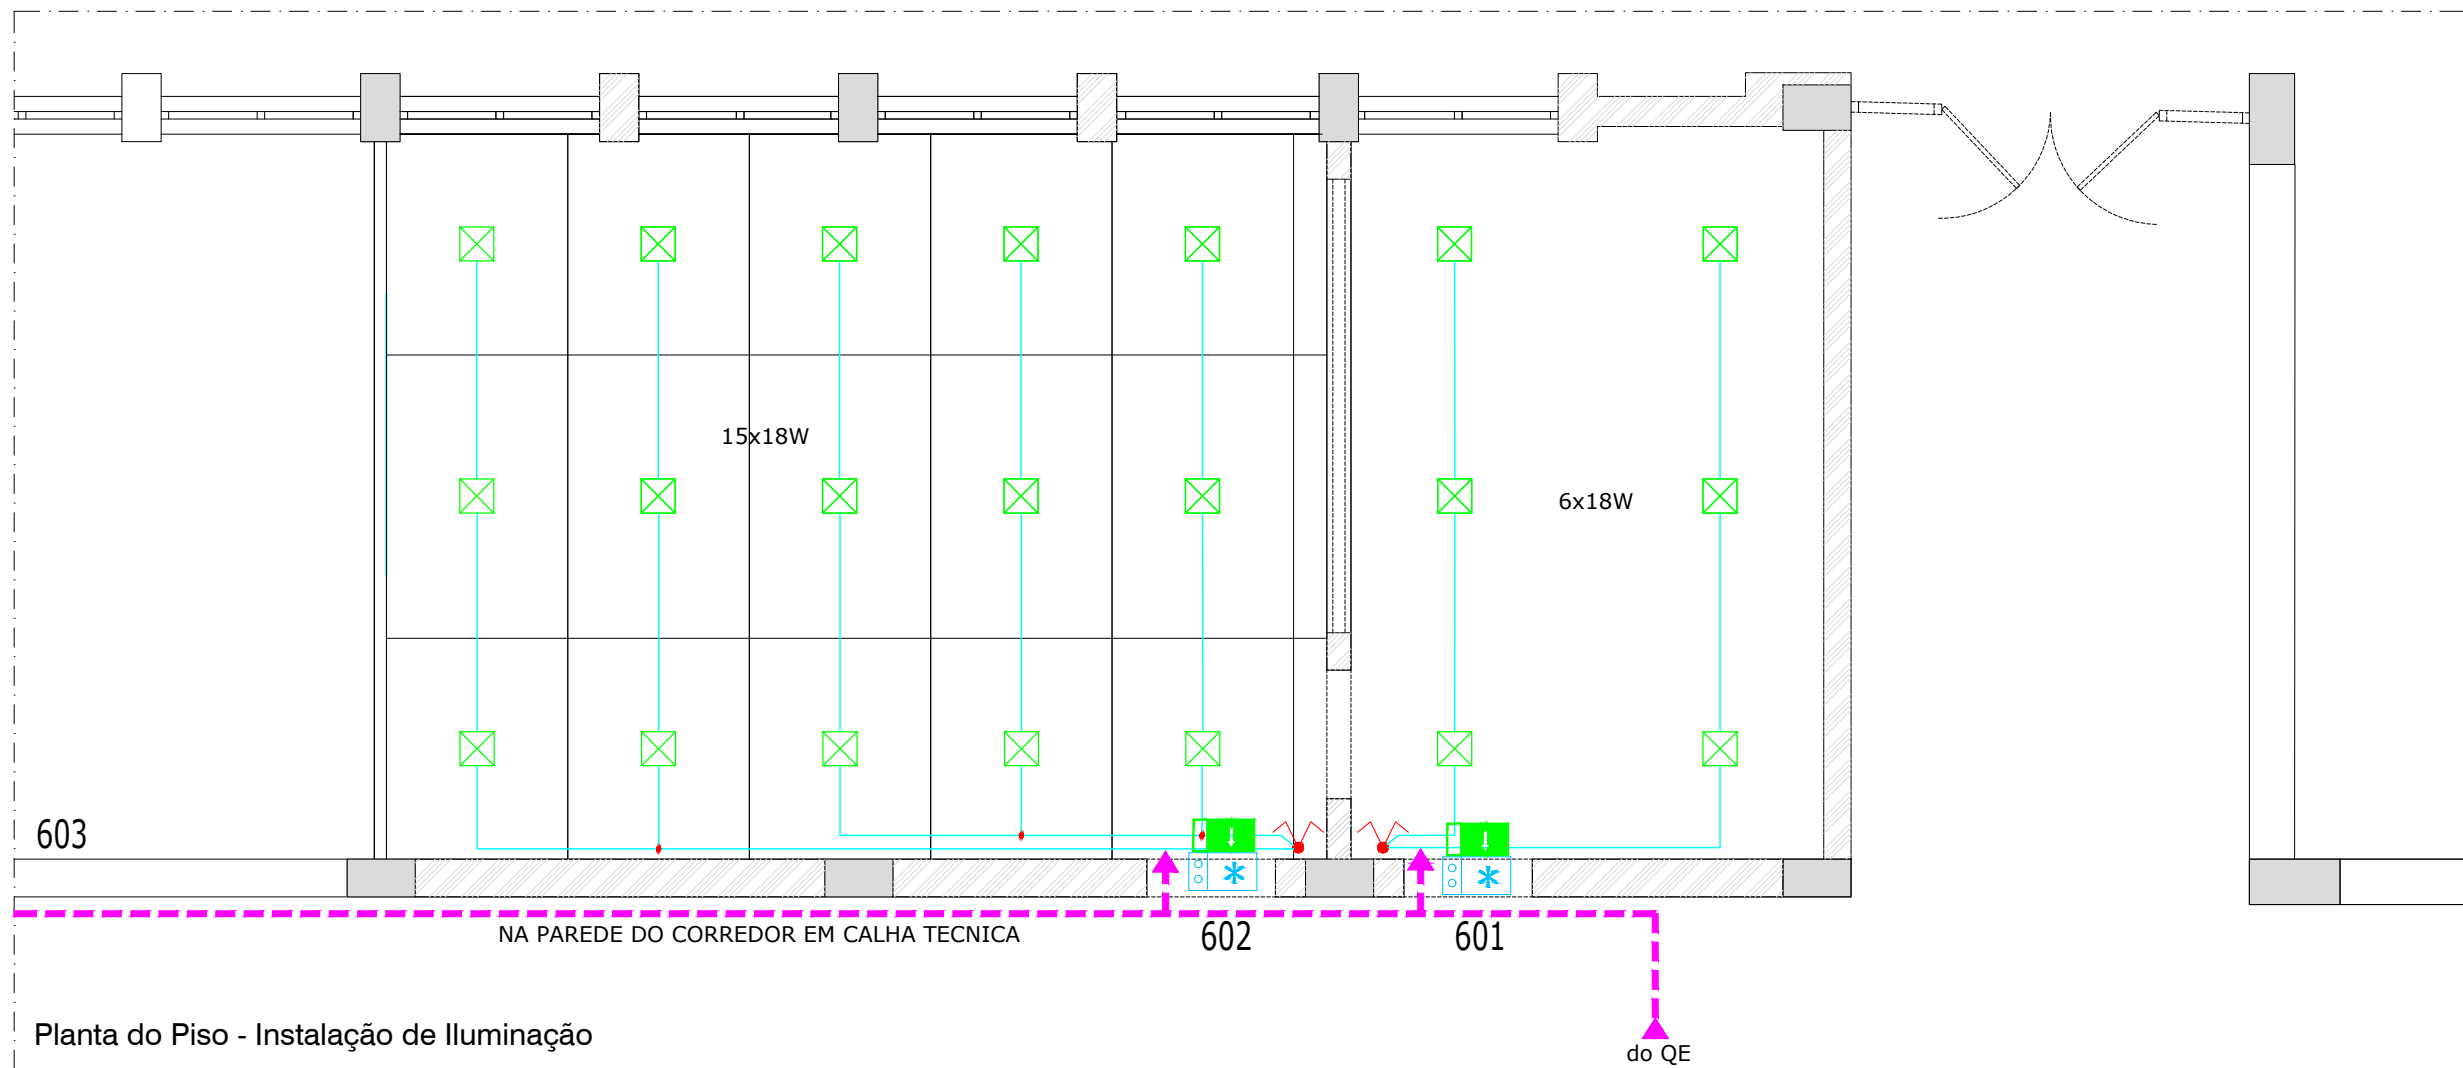 15x18W
6x18W
603
NA PAREDE DO CORREDOR EM CALHA TECNICA
602
601
Planta do Piso - Instalação de Iluminação
do QE